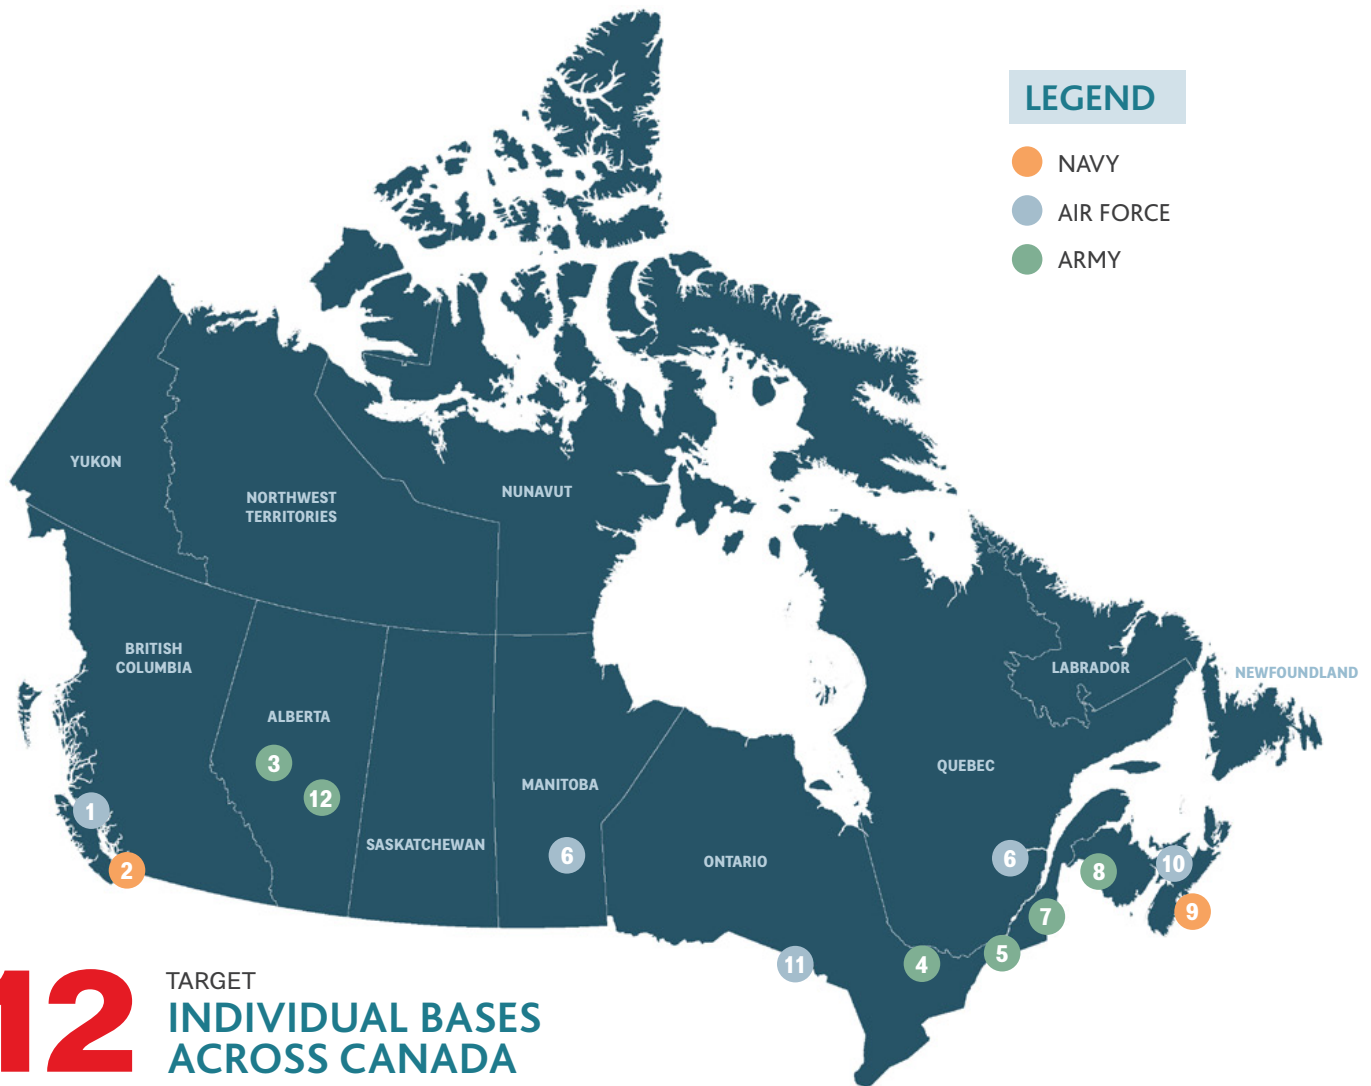 LEGEND
NAVY
AIR FORCE
ARMY
YUKON
NORTHWEST
TERRITORIES
NUNAVUT
BRITISH
COLUMBIA
ALBERTA
SASKATCHEWAN
MANITOBA
ONTARIO
QUEBEC
LABRADOR
NEWFOUNDLAND
1
2
3
12
6
11
4
5
7
6
8
10
9
12
TARGET
INDIVIDUAL BASES
ACROSS CANADA